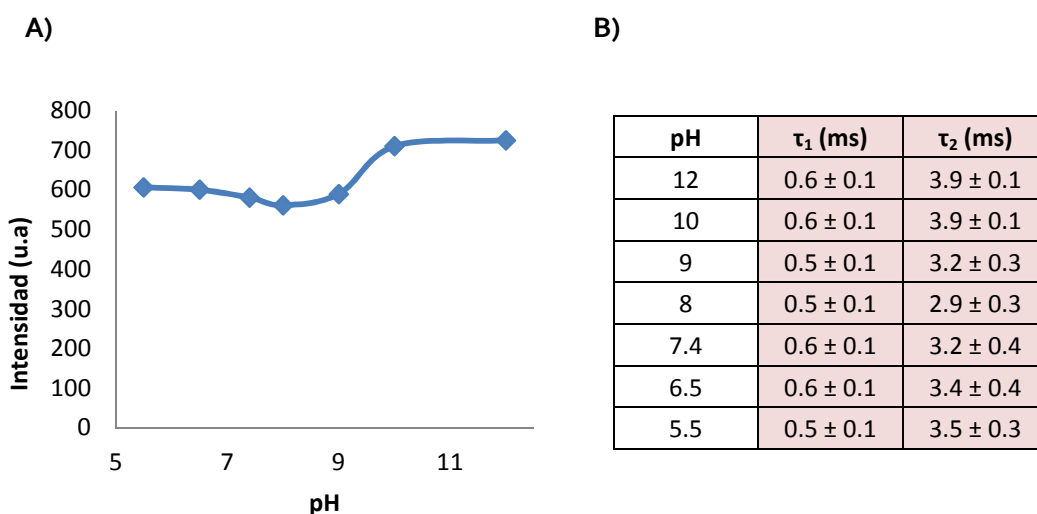 A)
B)
800
700
600
500
400
300
200
100
0
5 7 9 11
Intensidad (u.a)
pH
pH τ₁ (ms) τ₂ (ms)
12 0.6 ± 0.1 3.9 ± 0.1
10 0.6 ± 0.1 3.9 ± 0.1
9 0.5 ± 0.1 3.2 ± 0.3
8 0.5 ± 0.1 2.9 ± 0.3
7.4 0.6 ± 0.1 3.2 ± 0.4
6.5 0.6 ± 0.1 3.4 ± 0.4
5.5 0.5 ± 0.1 3.5 ± 0.3